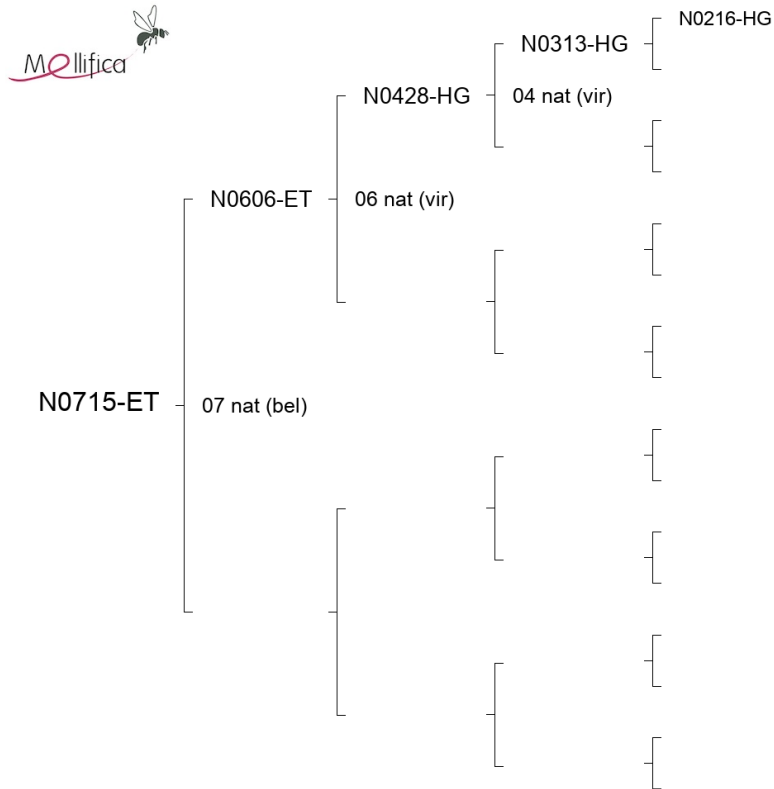 Mellifica
N0216-HG
N0313-HG
N0428-HG
04 nat (vir)
N0606-ET
06 nat (vir)
N0715-ET
07 nat (bel)